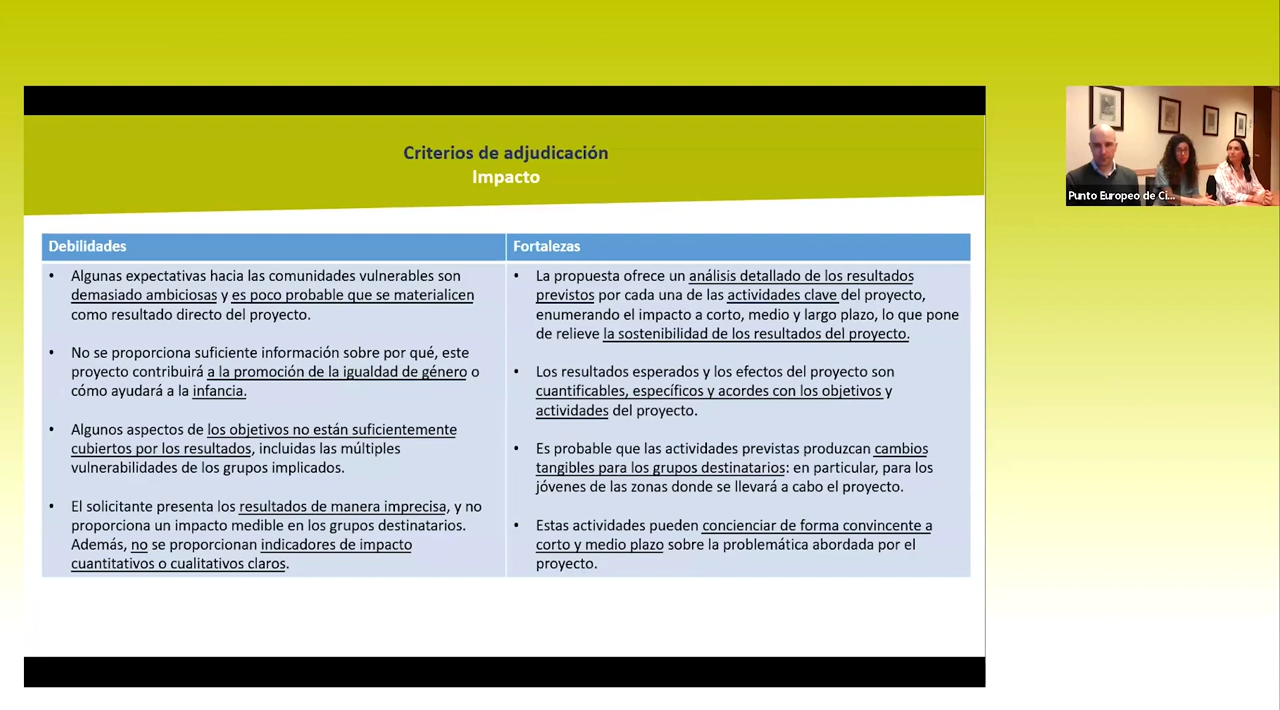 Criterios de adjudicación
Impacto
Debilidades
• Algunas expectativas hacia las comunidades vulnerables son
demasiado ambiciosas y es poco probable que se materialicen
como resultado directo del proyecto.
• No se proporciona suficiente información sobre por qué, este
proyecto contribuirá a la promoción de la igualdad de género o
cómo ayudará a la infancia.
• Algunos aspectos de los objetivos no están suficientemente
cubiertos por los resultados, incluidas las múltiples
vulnerabilidades de los grupos implicados.
• El solicitante presenta los resultados de manera imprecisa, y no
proporciona un impacto medible en los grupos destinatarios.
Además, no se proporcionan indicadores de impacto
cuantitativos o cualitativos claros.
Fortalezas
• La propuesta ofrece un análisis detallado de los resultados
previstos por cada una de las actividades clave del proyecto,
enumerando el impacto a corto, medio y largo plazo, lo que pone
de relieve la sostenibilidad de los resultados del proyecto.
• Los resultados esperados y los efectos del proyecto son
cuantificables, específicos y acordes con los objetivos y
actividades del proyecto.
• Es probable que las actividades previstas produzcan cambios
tangibles para los grupos destinatarios: en particular, para los
jóvenes de las zonas donde se llevará a cabo el proyecto.
• Estas actividades pueden concienciar de forma convincente a
corto y medio plazo sobre la problemática abordada por el
proyecto.
Punto Europeo de Ci...